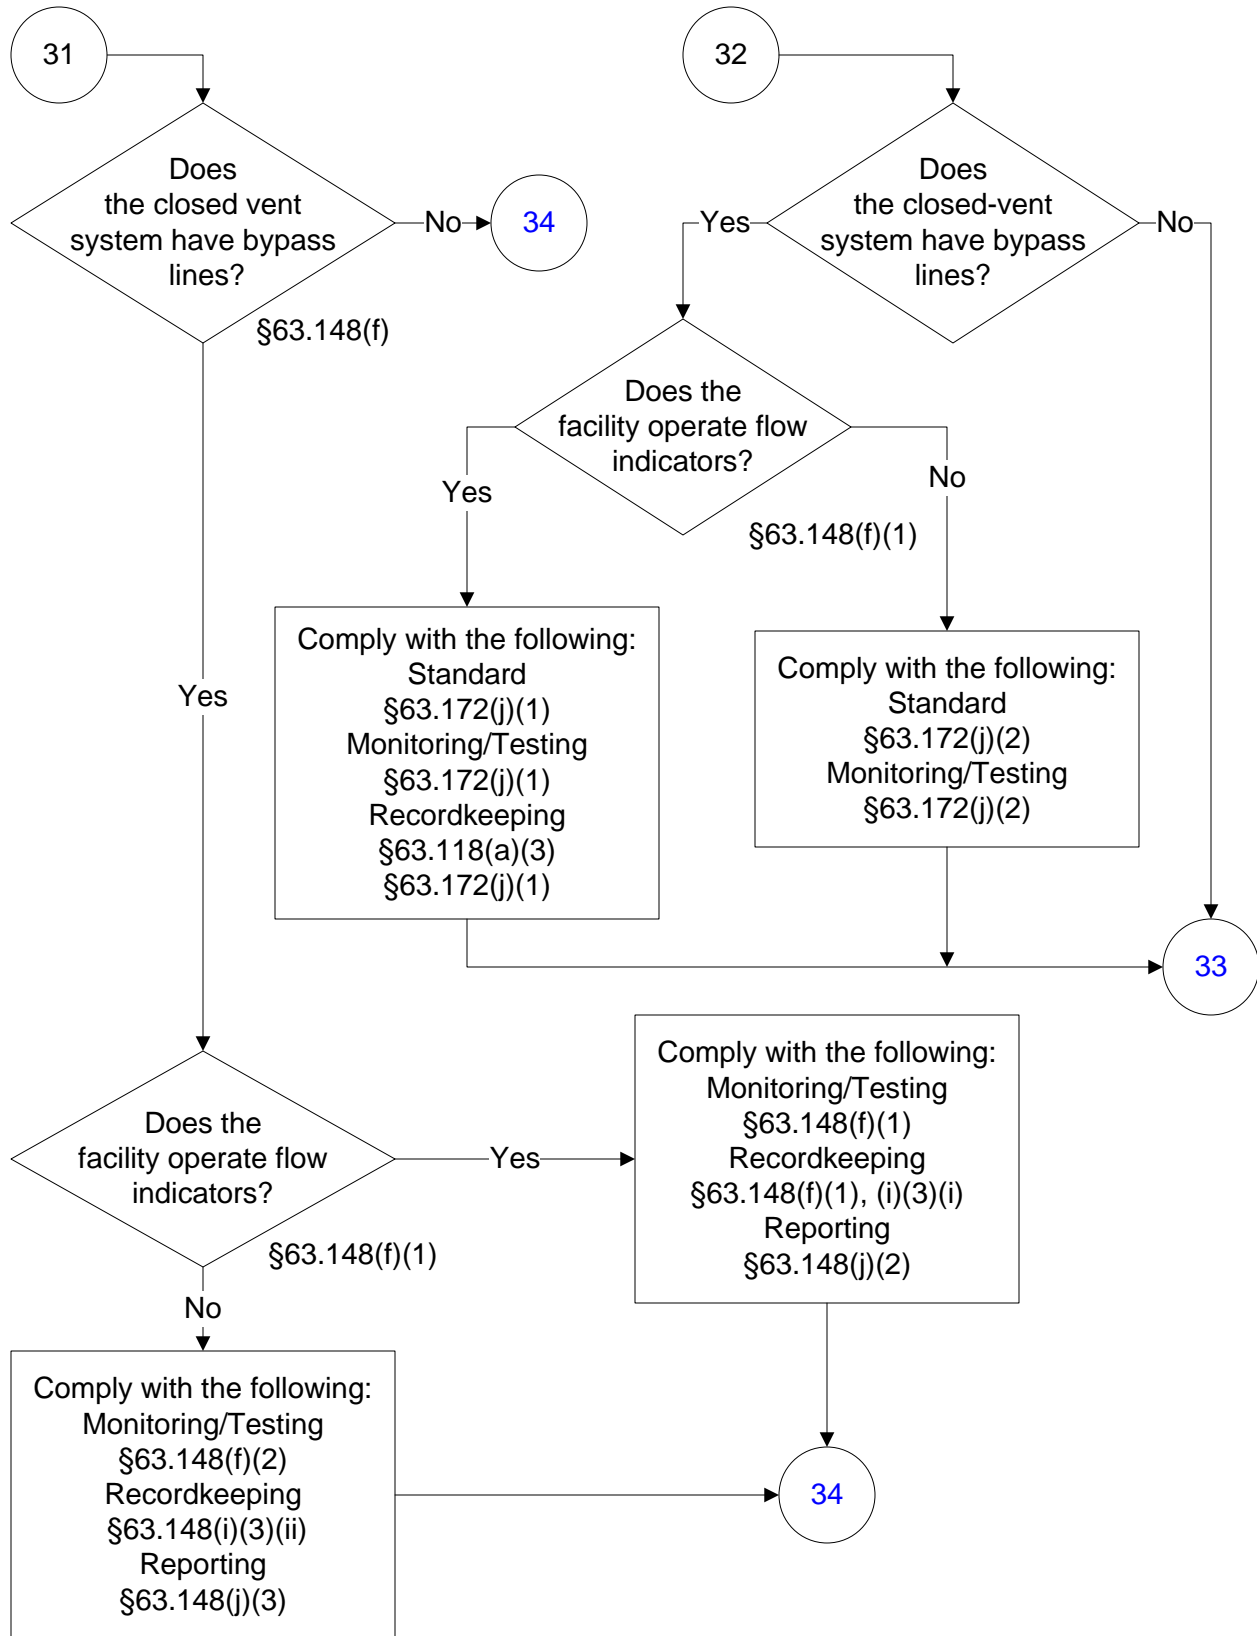 31
Does
the closed vent
system have bypass
lines?
§63.148(f)
No
34
Yes
32
Does
the closed-vent
system have bypass
lines?
Yes
No
Does the
facility operate flow
indicators?
§63.148(f)(1)
Yes
No
Comply with the following:
Standard
§63.172(j)(1)
Monitoring/Testing
§63.172(j)(1)
Recordkeeping
§63.118(a)(3)
§63.172(j)(1)
Comply with the following:
Standard
§63.172(j)(2)
Monitoring/Testing
§63.172(j)(2)
33
Does the
facility operate flow
indicators?
§63.148(f)(1)
Yes
No
Comply with the following:
Monitoring/Testing
§63.148(f)(1)
Recordkeeping
§63.148(f)(1), (i)(3)(i)
Reporting
§63.148(j)(2)
Comply with the following:
Monitoring/Testing
§63.148(f)(2)
Recordkeeping
§63.148(i)(3)(ii)
Reporting
§63.148(j)(3)
34